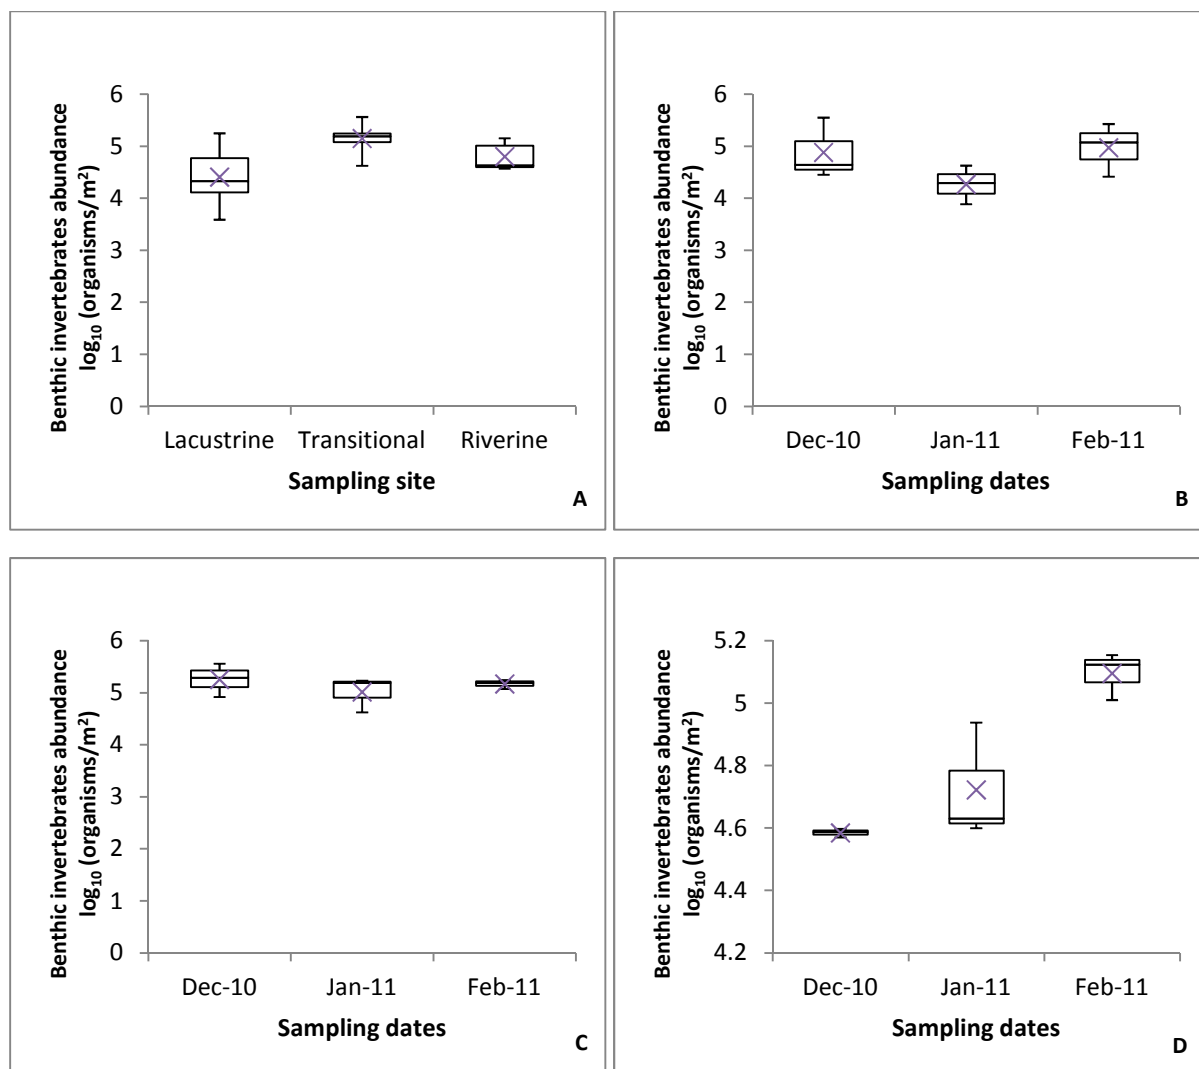 Benthic invertebrates abundance
log₁₀ (organisms/m²)
6
5
4
3
2
1
0
Lacustrine Transitional Riverine
Sampling site
A
Benthic invertebrates abundance
log₁₀ (organisms/m²)
6
5
4
3
2
1
0
Dec-10 Jan-11 Feb-11
Sampling dates
B
Benthic invertebrates abundance
log₁₀ (organisms/m²)
6
5
4
3
2
1
0
Dec-10 Jan-11 Feb-11
Sampling dates
C
Benthic invertebrates abundance
log₁₀ (organisms/m²)
5.2
5
4.8
4.6
4.4
4.2
Dec-10 Jan-11 Feb-11
Sampling dates
D